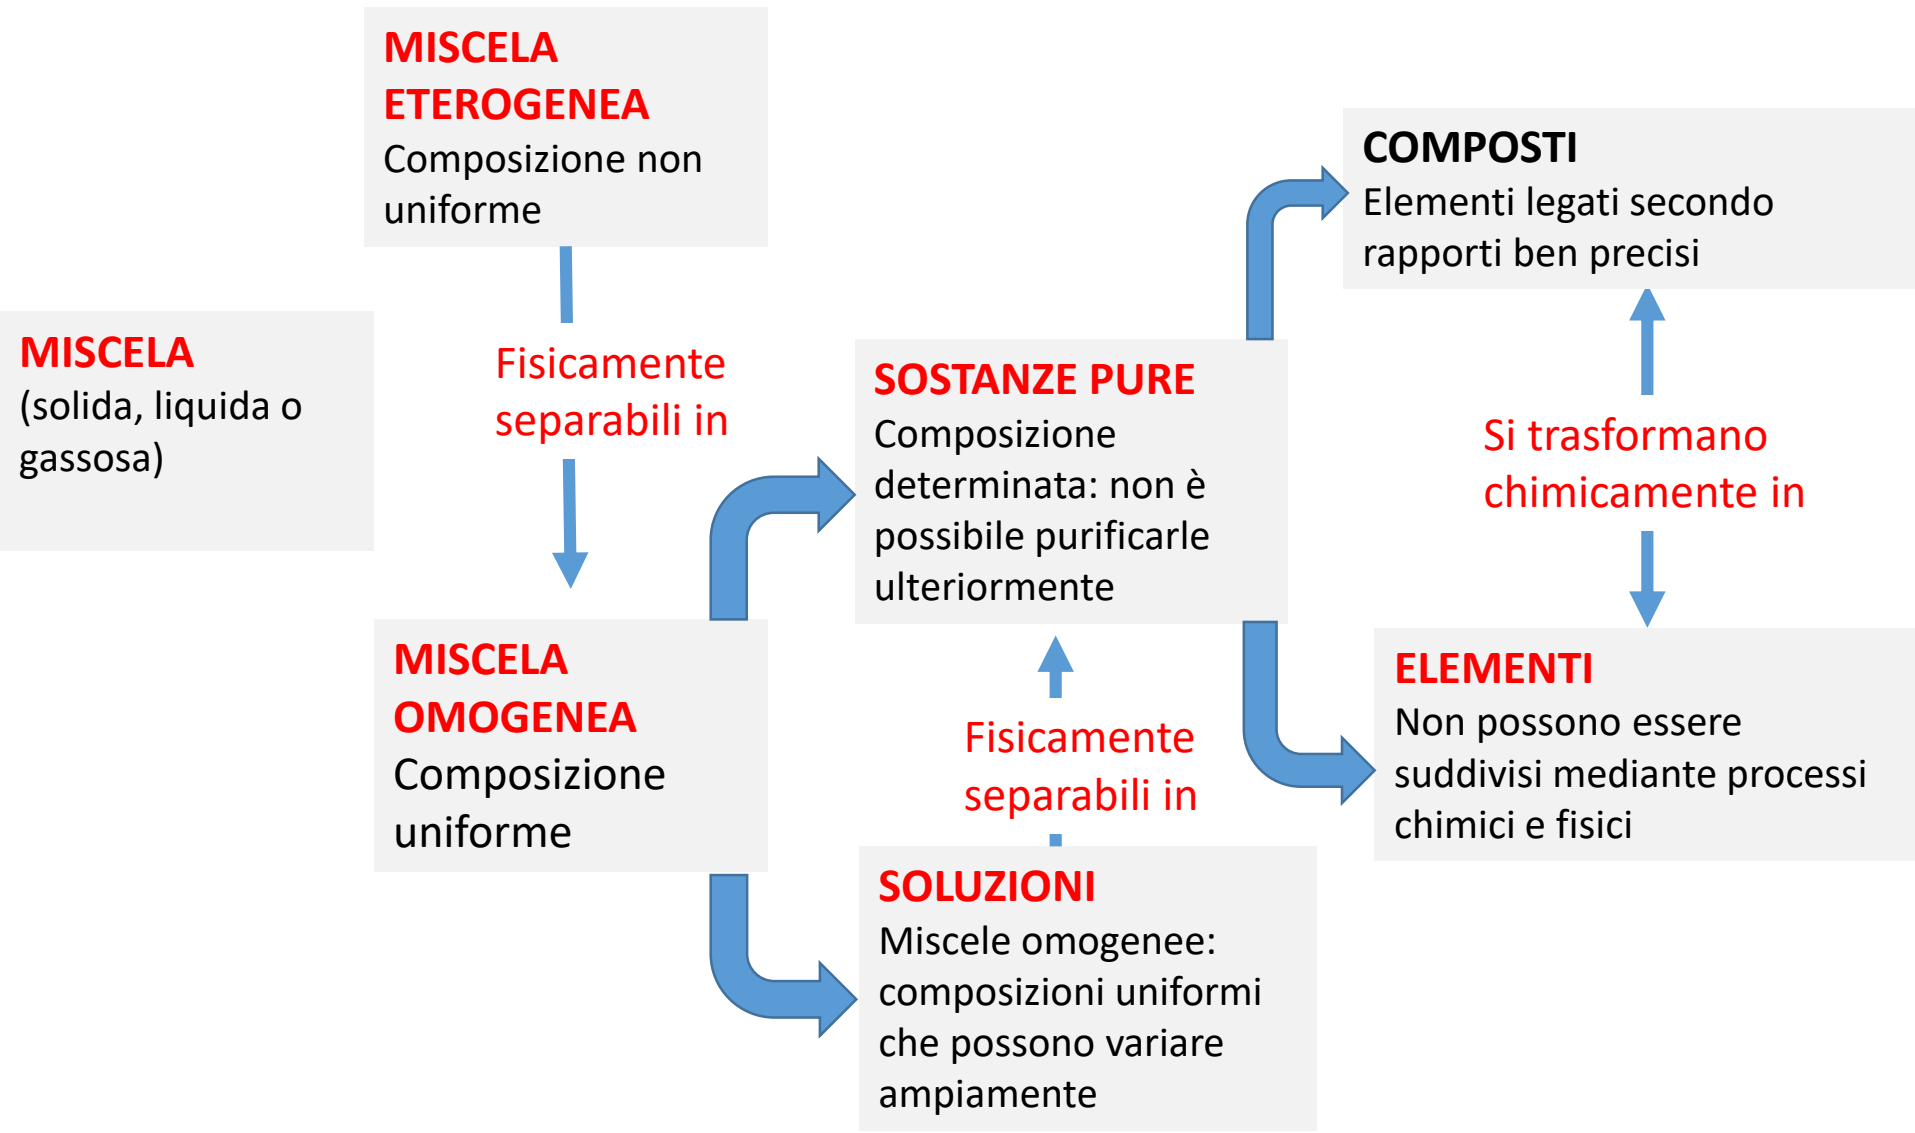 MISCELA
ETEROGENEA
Composizione non
uniforme
MISCELA
(solida, liquida o
gassosa)
Fisicamente
separabili in
MISCELA
OMOGENEA
Composizione
uniforme
SOSTANZE PURE
Composizione
determinata: non è
possibile purificarle
ulteriormente
Fisicamente
separabili in
SOLUZIONI
Miscele omogenee:
composizioni uniformi
che possono variare
ampiamente
COMPOSTI
Elementi legati secondo
rapporti ben precisi
Si trasformano
chimicamente in
ELEMENTI
Non possono essere
suddivisi mediante processi
chimici e fisici